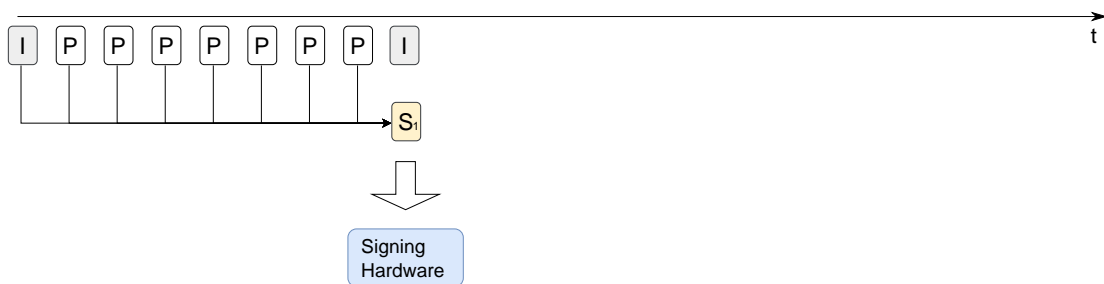 t
I P P P P P P P I
S1
Signing
Hardware